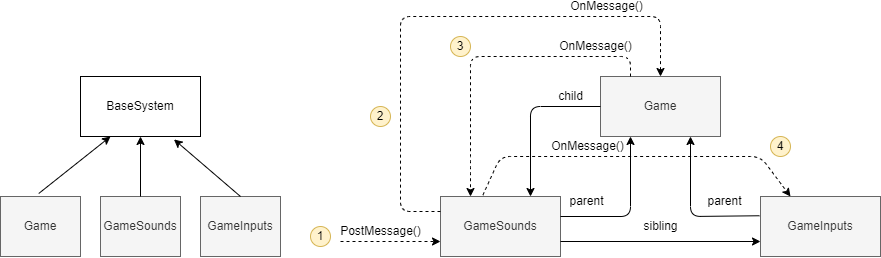 OnMessage()
OnMessage()
3
BaseSystem
child
Game
2
OnMessage()
4
parent
parent
Game
GameSounds
GameInputs
GameSounds
GameInputs
sibling
1
PostMessage()